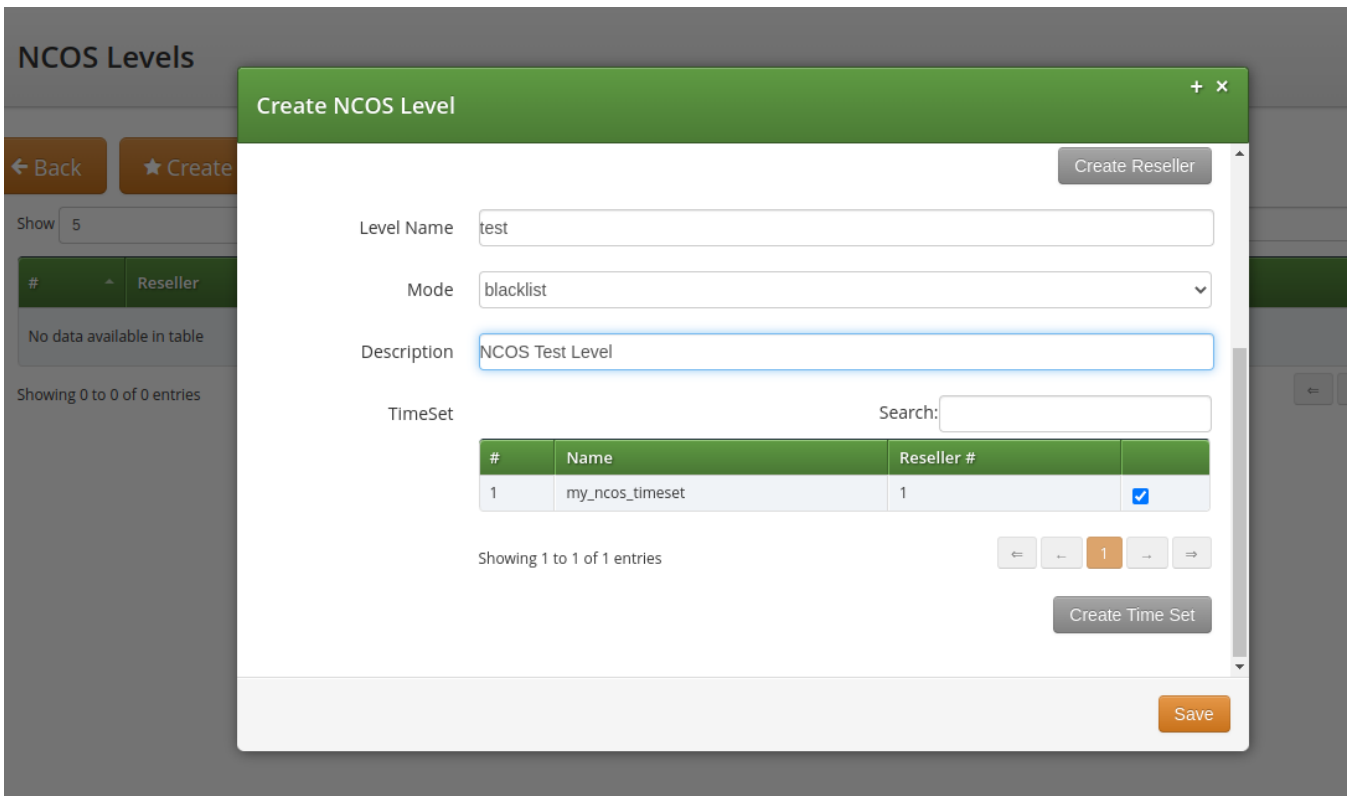 NCOS Levels
Create NCOS Level
+ ×
← Back
★ Create
Create Reseller
Show 5
Level Name test
# Reseller
Mode blacklist
No data available in table
Description NCOS Test Level
Showing 0 to 0 of 0 entries
TimeSet Search:
# Name Reseller #
1 my_ncos_timeset 1
Showing 1 to 1 of 1 entries
⇐ ← 1 → ⇒
Create Time Set
Save